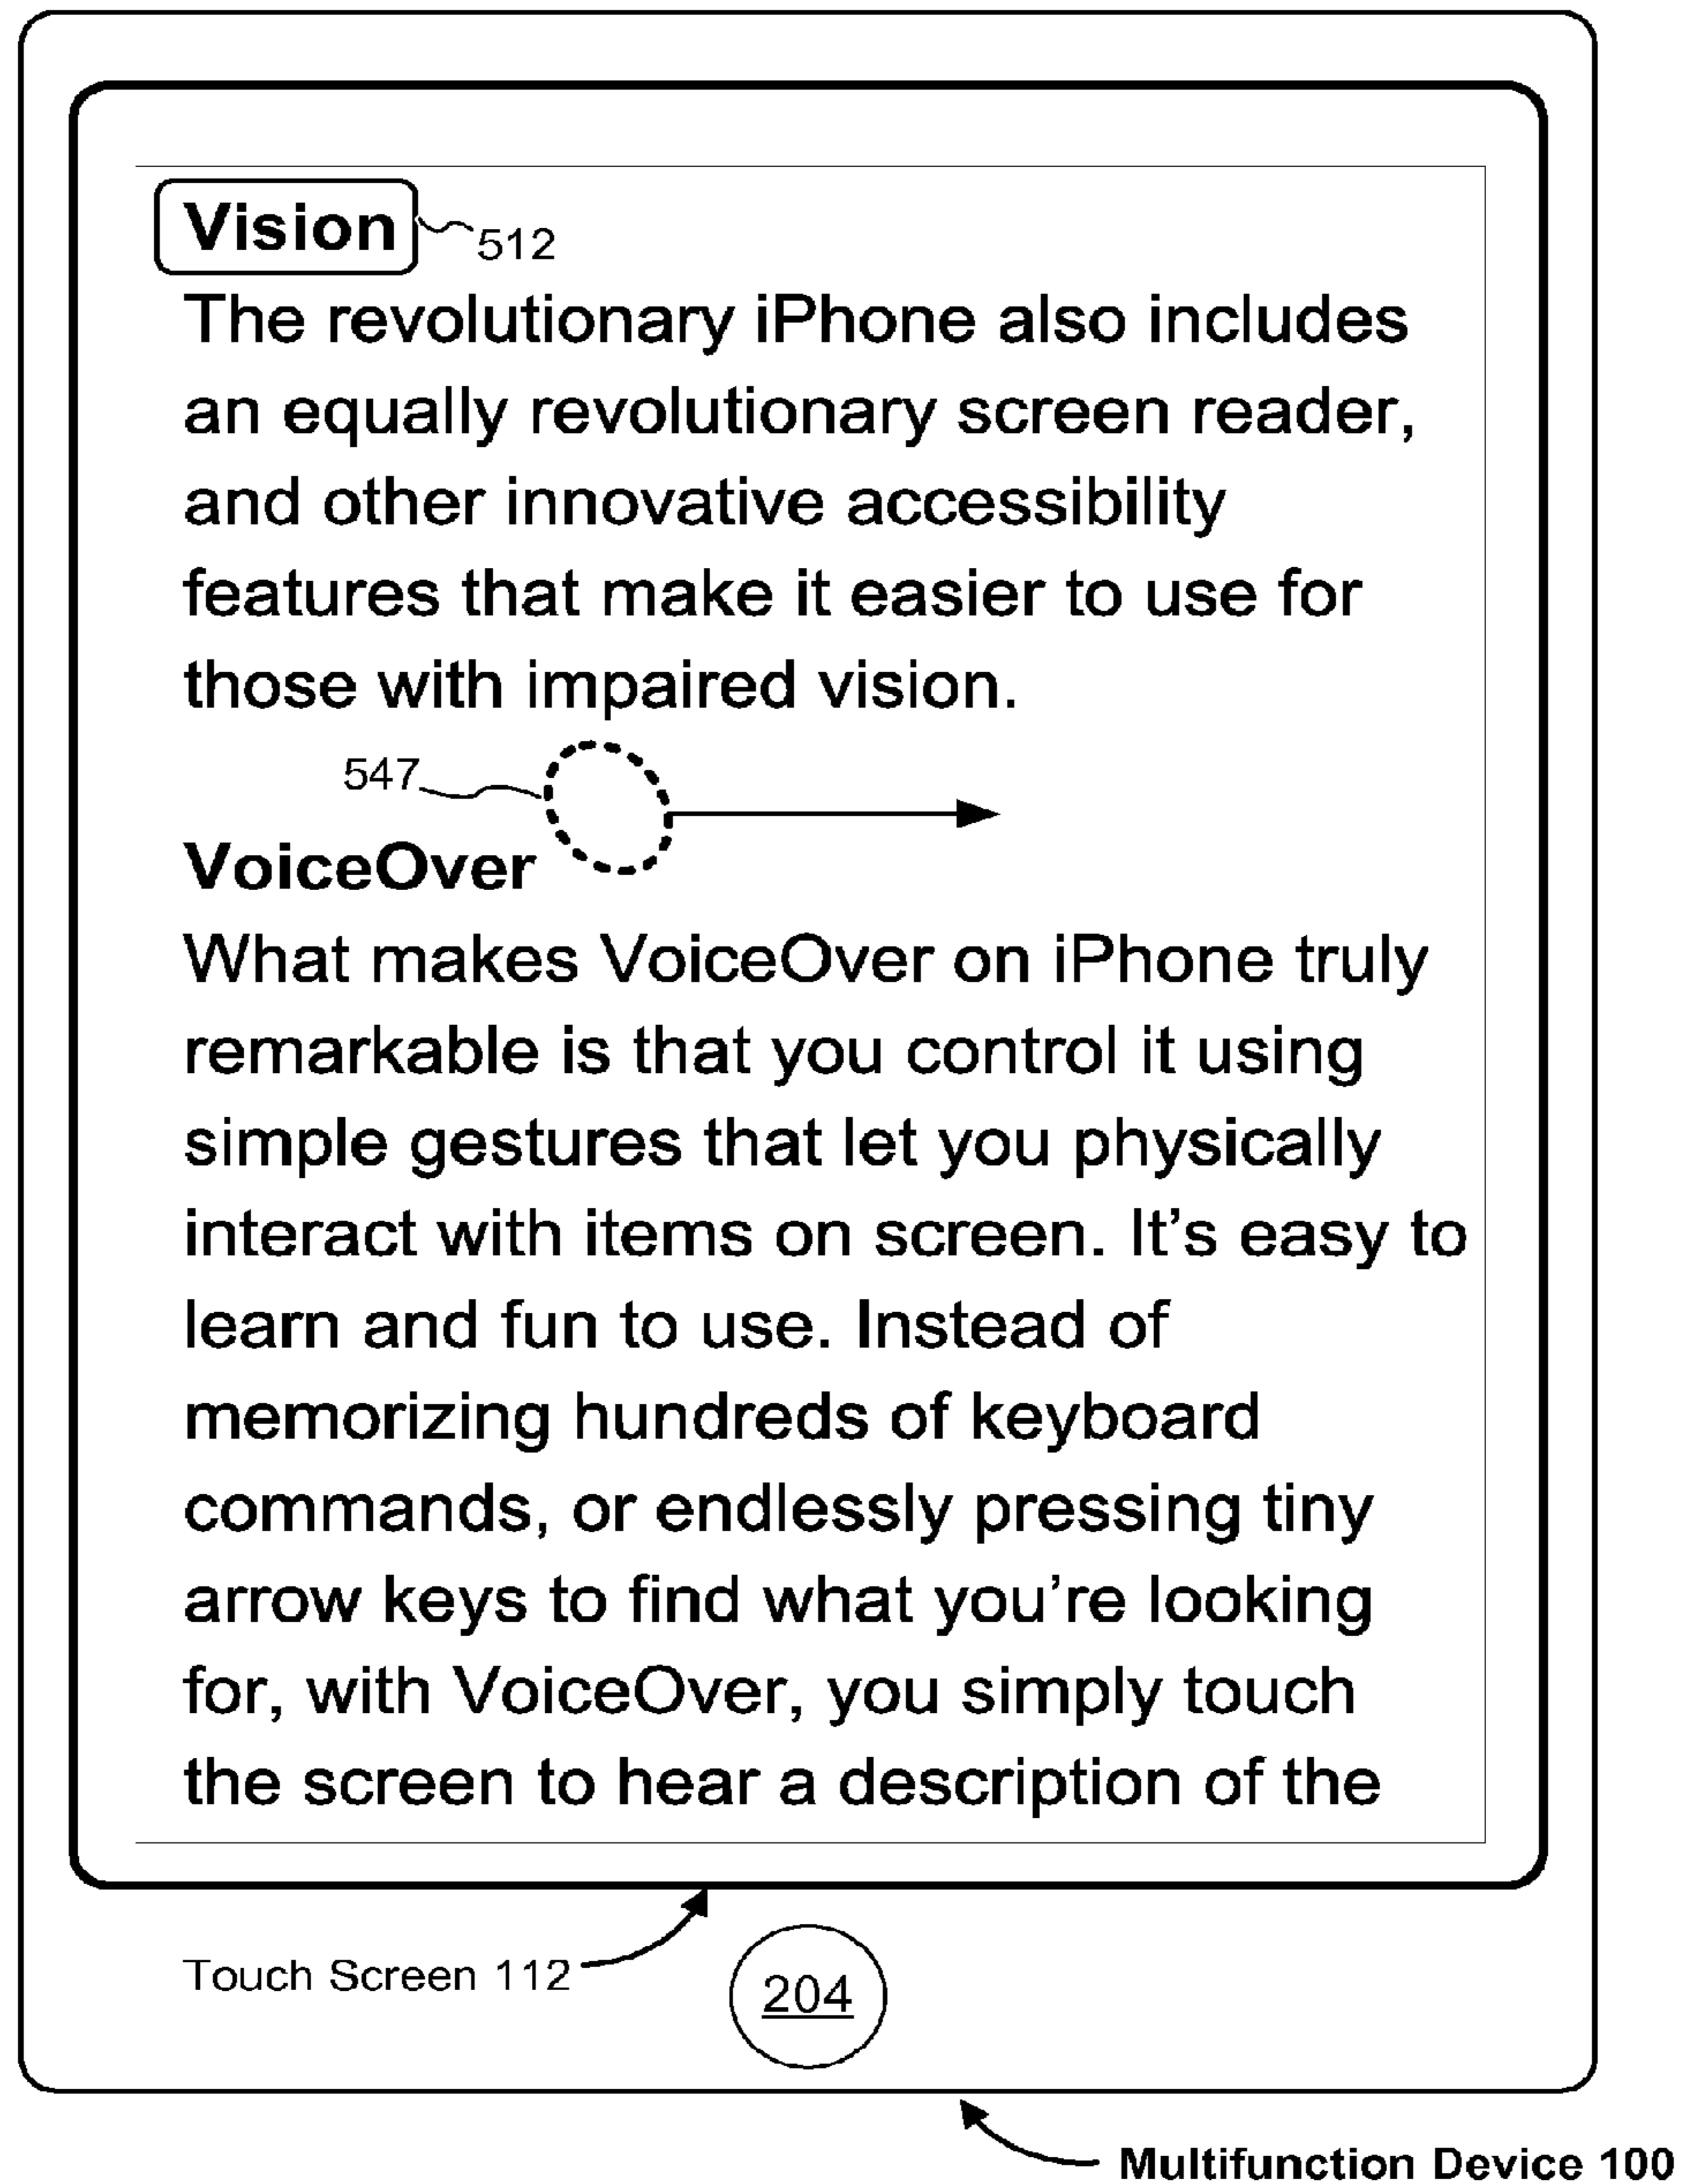 Vision
512
The revolutionary iPhone also includes
an equally revolutionary screen reader,
and other innovative accessibility
features that make it easier to use for
those with impaired vision.
547
VoiceOver
What makes VoiceOver on iPhone truly
remarkable is that you control it using
simple gestures that let you physically
interact with items on screen. It’s easy to
learn and fun to use. Instead of
memorizing hundreds of keyboard
commands, or endlessly pressing tiny
arrow keys to find what you’re looking
for, with VoiceOver, you simply touch
the screen to hear a description of the
Touch Screen 112
204
Multifunction Device 100